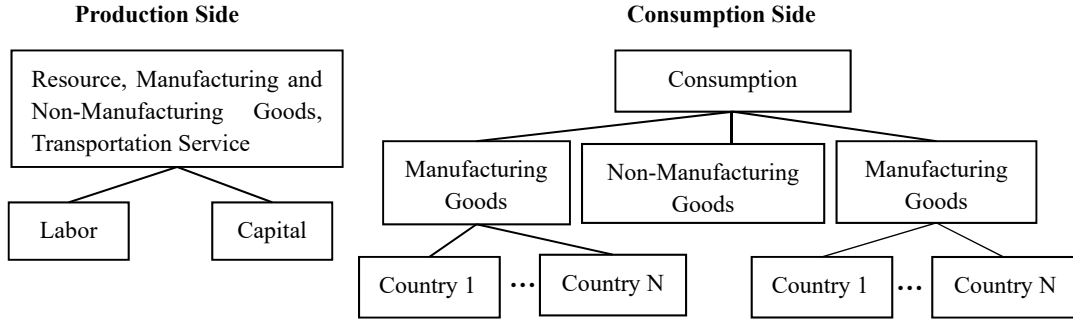 Production Side
Consumption Side
Resource, Manufacturing and
Non-Manufacturing Goods,
Transportation Service
Labor
Capital
Consumption
Manufacturing
Goods
Non-Manufacturing
Goods
Manufacturing
Goods
Country 1
...
Country N
Country 1
...
Country N